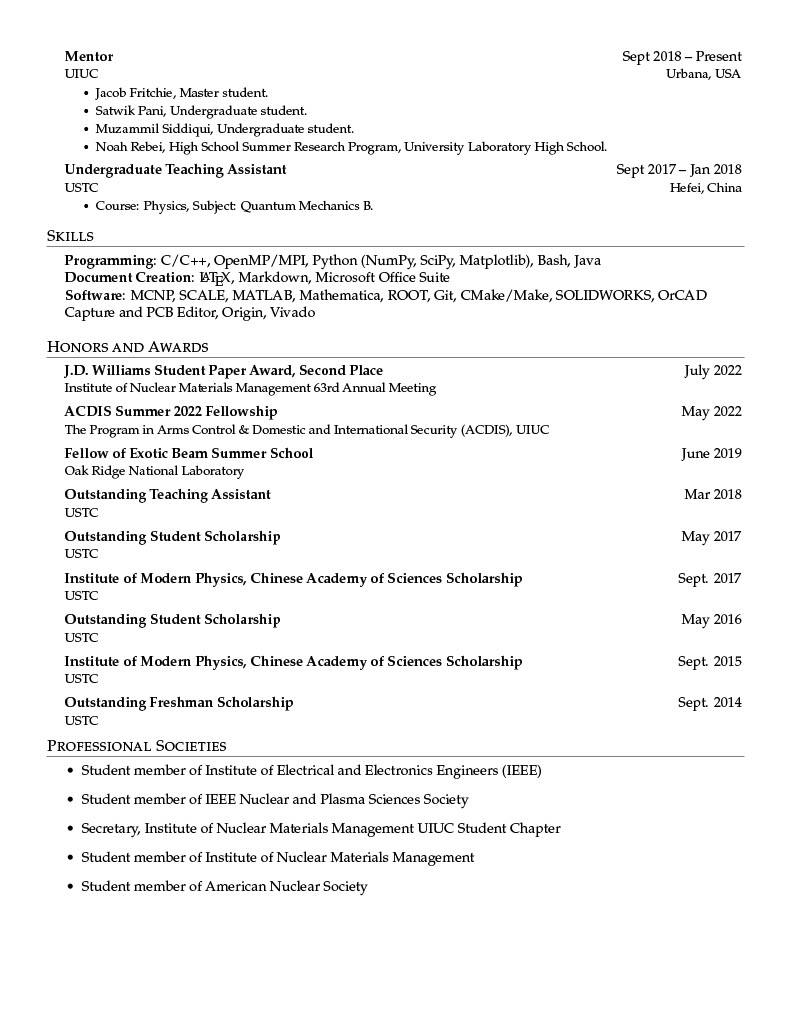 Mentor Sept 2018 – Present
UIUC Urbana, USA
• Jacob Fritchie, Master student.
• Satwik Pani, Undergraduate student.
• Muzammil Siddiqui, Undergraduate student.
• Noah Rebei, High School Summer Research Program, University Laboratory High School.
Undergraduate Teaching Assistant Sept 2017 – Jan 2018
USTC Hefei, China
• Course: Physics, Subject: Quantum Mechanics B.
Skills
Programming: C/C++, OpenMP/MPI, Python (NumPy, SciPy, Matplotlib), Bash, Java
Document Creation: LATEX, Markdown, Microsoft Office Suite
Software: MCNP, SCALE, MATLAB, Mathematica, ROOT, Git, CMake/Make, SOLIDWORKS, OrCAD
Capture and PCB Editor, Origin, Vivado
Honors and Awards
J.D. Williams Student Paper Award, Second Place July 2022
Institute of Nuclear Materials Management 63rd Annual Meeting
ACDIS Summer 2022 Fellowship May 2022
The Program in Arms Control & Domestic and International Security (ACDIS), UIUC
Fellow of Exotic Beam Summer School June 2019
Oak Ridge National Laboratory
Outstanding Teaching Assistant Mar 2018
USTC
Outstanding Student Scholarship May 2017
USTC
Institute of Modern Physics, Chinese Academy of Sciences Scholarship Sept. 2017
USTC
Outstanding Student Scholarship May 2016
USTC
Institute of Modern Physics, Chinese Academy of Sciences Scholarship Sept. 2015
USTC
Outstanding Freshman Scholarship Sept. 2014
USTC
Professional Societies
• Student member of Institute of Electrical and Electronics Engineers (IEEE)
• Student member of IEEE Nuclear and Plasma Sciences Society
• Secretary, Institute of Nuclear Materials Management UIUC Student Chapter
• Student member of Institute of Nuclear Materials Management
• Student member of American Nuclear Society